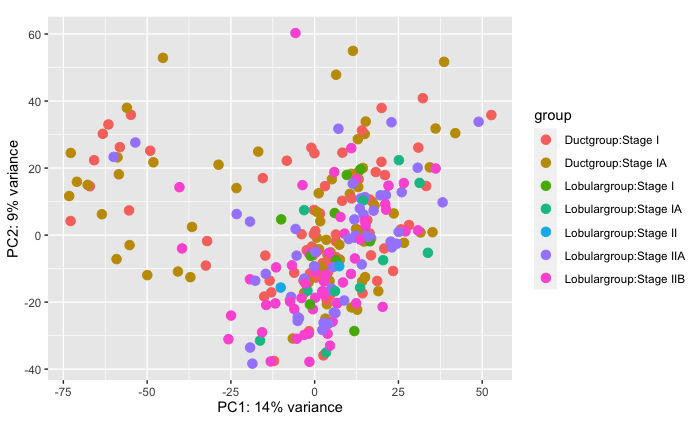 60
40
20
0
-20
-40
PC2: 9% variance
-75
-50
-25
0
25
50
PC1: 14% variance
group
Ductgroup:Stage I
Ductgroup:Stage IA
Lobulargroup:Stage I
Lobulargroup:Stage IA
Lobulargroup:Stage II
Lobulargroup:Stage IIA
Lobulargroup:Stage IIB